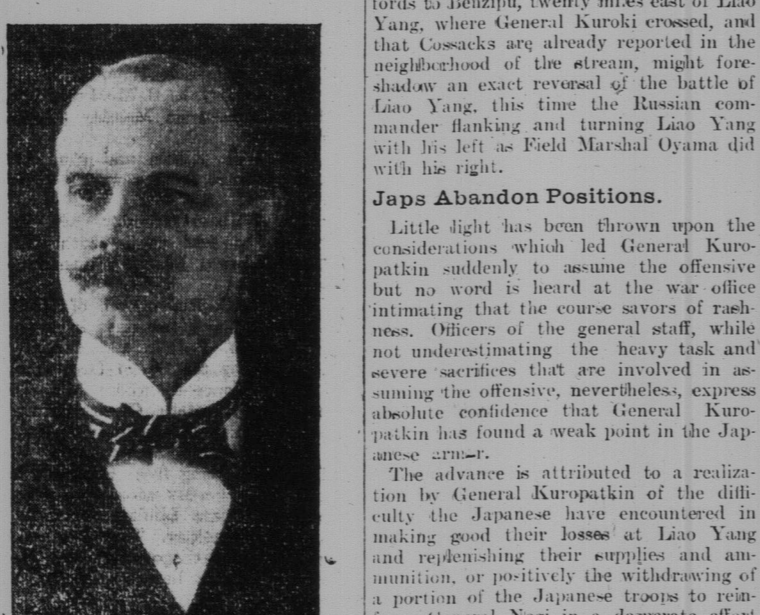 fords to Benzipu, twenty miles east of Liao
Yang, where General Kuroki crossed, and
that Cossacks are already reported in the
neighborhood of the stream, might fore-
shadow an exact reversal of the battle of
Liao Yang, this time the Russian com-
mander flanking and turning Liao Yang
with his left as Field Marshal Oyama did
with his right.
Japs Abandon Positions.
Little light has been thrown upon the
considerations which led General Kuro-
patkin suddenly to assume the offensive
but no word is heard at the war office
intimating that the course savors of rash-
ness. Officers of the general staff, while
not underestimating the heavy task and
severe sacrifices that are involved in as-
suming the offensive, nevertheless, express
absolute confidence that General Kuro-
patkin has found a weak point in the Jap-
anese armor.
The advance is attributed to a realiza-
tion by General Kuropatkin of the diffi-
culty the Japanese have encountered in
making good their losses at Liao Yang
and replenishing their supplies and am-
munition, or positively the withdrawing of
a portion of the Japanese troops to rein-